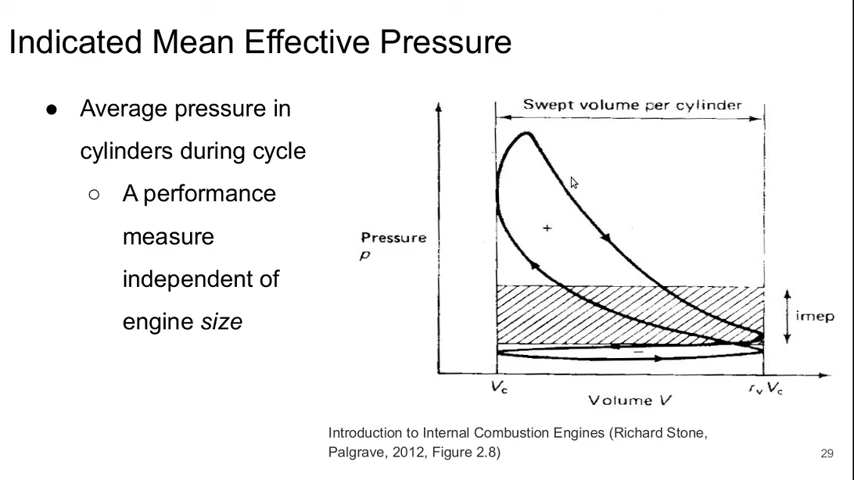 Indicated Mean Effective Pressure
● Average pressure in
cylinders during cycle
○ A performance
measure
independent of
engine size
Swept volume per cylinder
Pressure
p
+
imep
−
Vc
Volume V
rv Vc
Introduction to Internal Combustion Engines (Richard Stone,
Palgrave, 2012, Figure 2.8)
29